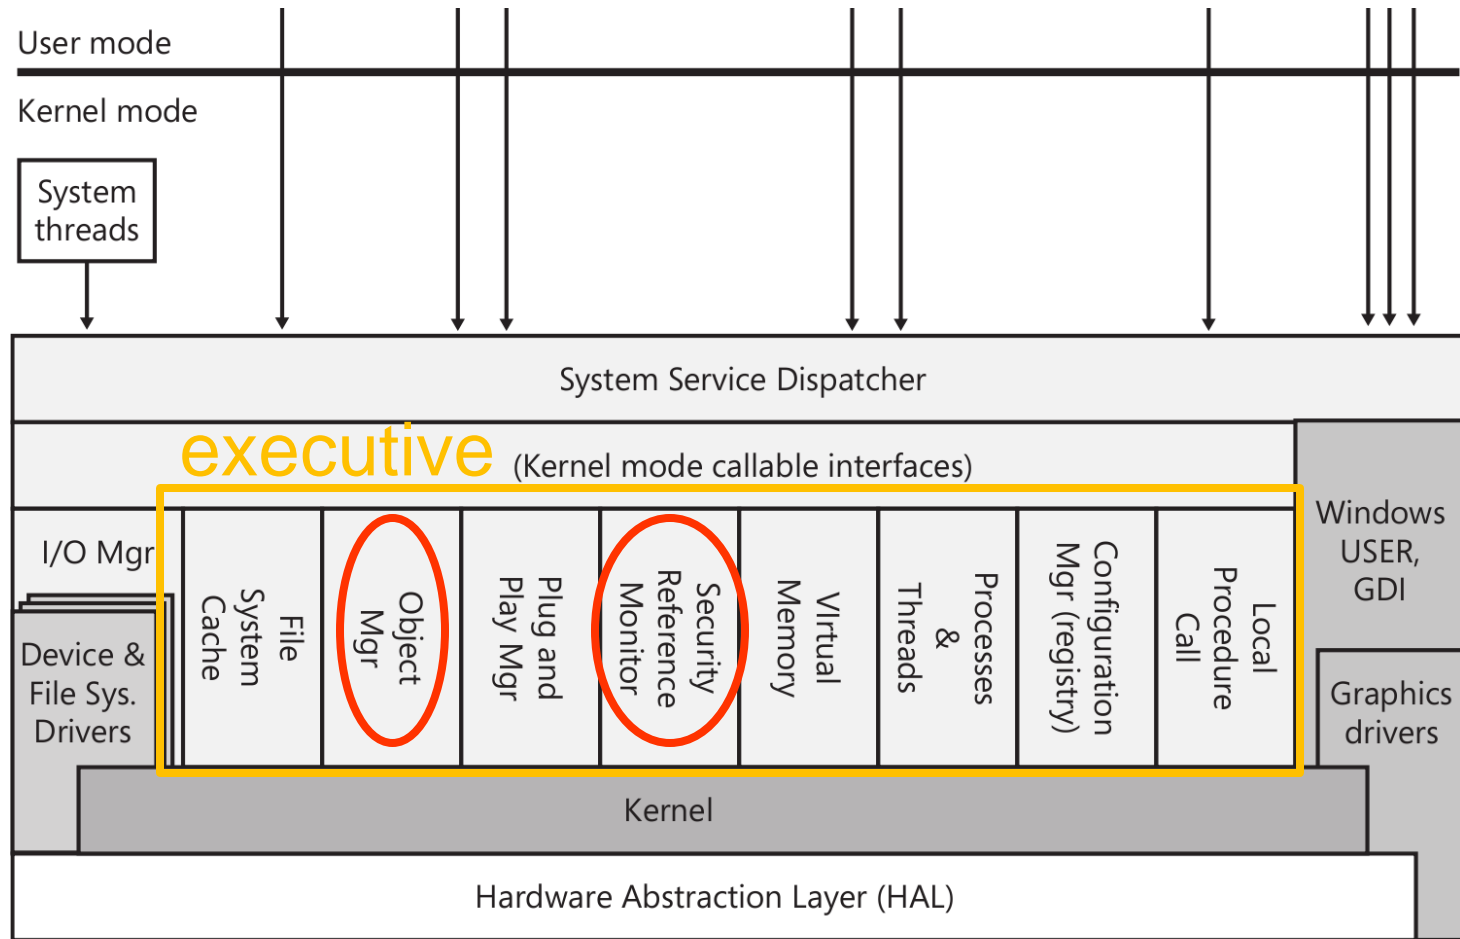 User mode
Kernel mode
System
threads
System Service Dispatcher
executive (Kernel mode callable interfaces)
I/O Mgr
Device &
File Sys.
Drivers
File
System
Cache
Object
Mgr
Plug and
Play Mgr
Security
Reference
Monitor
VIrtual
Memory
Processes
&
Threads
Configuration
Mgr (registry)
Local
Procedure
Call
Windows
USER,
GDI
Graphics
drivers
Kernel
Hardware Abstraction Layer (HAL)